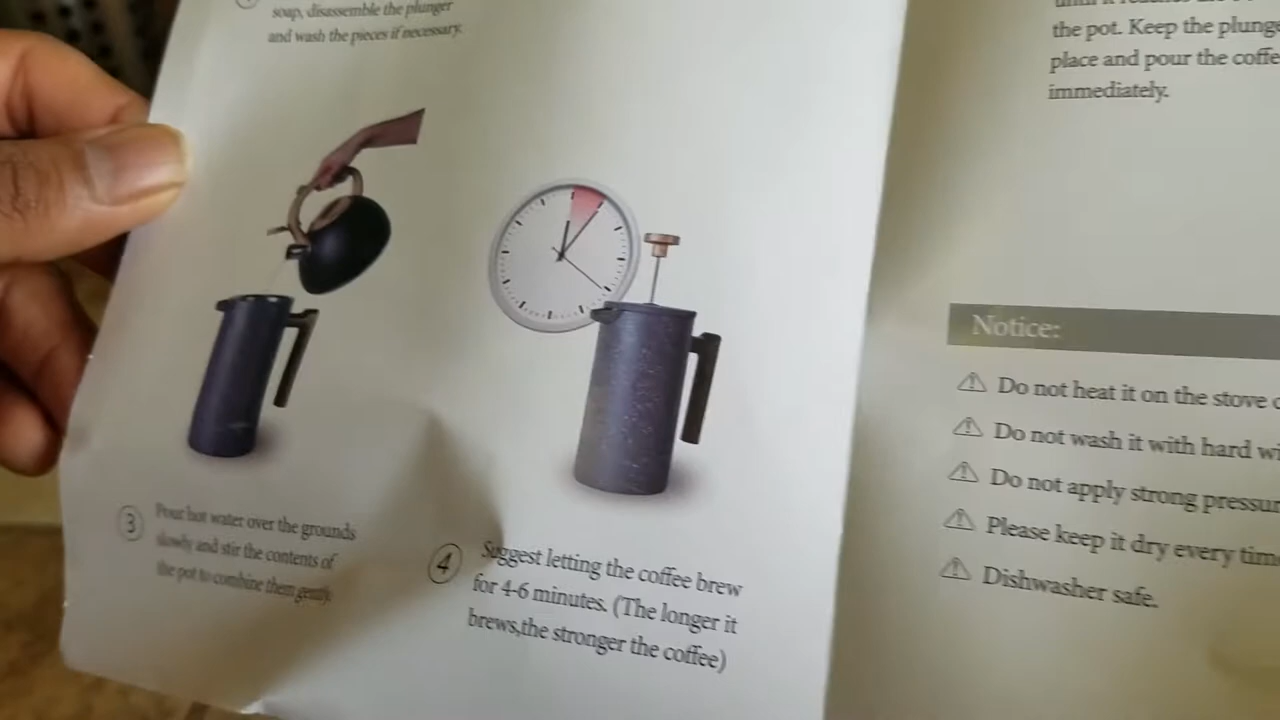 soap, disassemble the plunger
and wash the pieces if necessary.
3
Pour hot water over the grounds
slowly and stir the contents of
the pot to combine them gently.
4
Suggest letting the coffee brew
for 4-6 minutes. (The longer it
brews,the stronger the coffee)
the pot. Keep the plunge
place and pour the coffe
immediately.
Notice:
Do not heat it on the stove
Do not wash it with hard wi
Do not apply strong pressur
Please keep it dry every tim
Dishwasher safe.